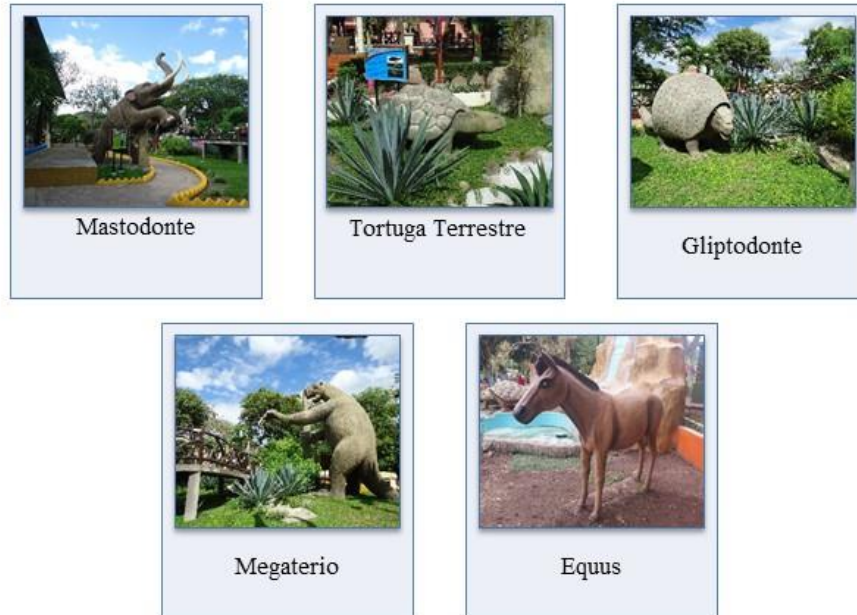 Mastodonte
Tortuga Terrestre
Gliptodonte
Megaterio
Equus